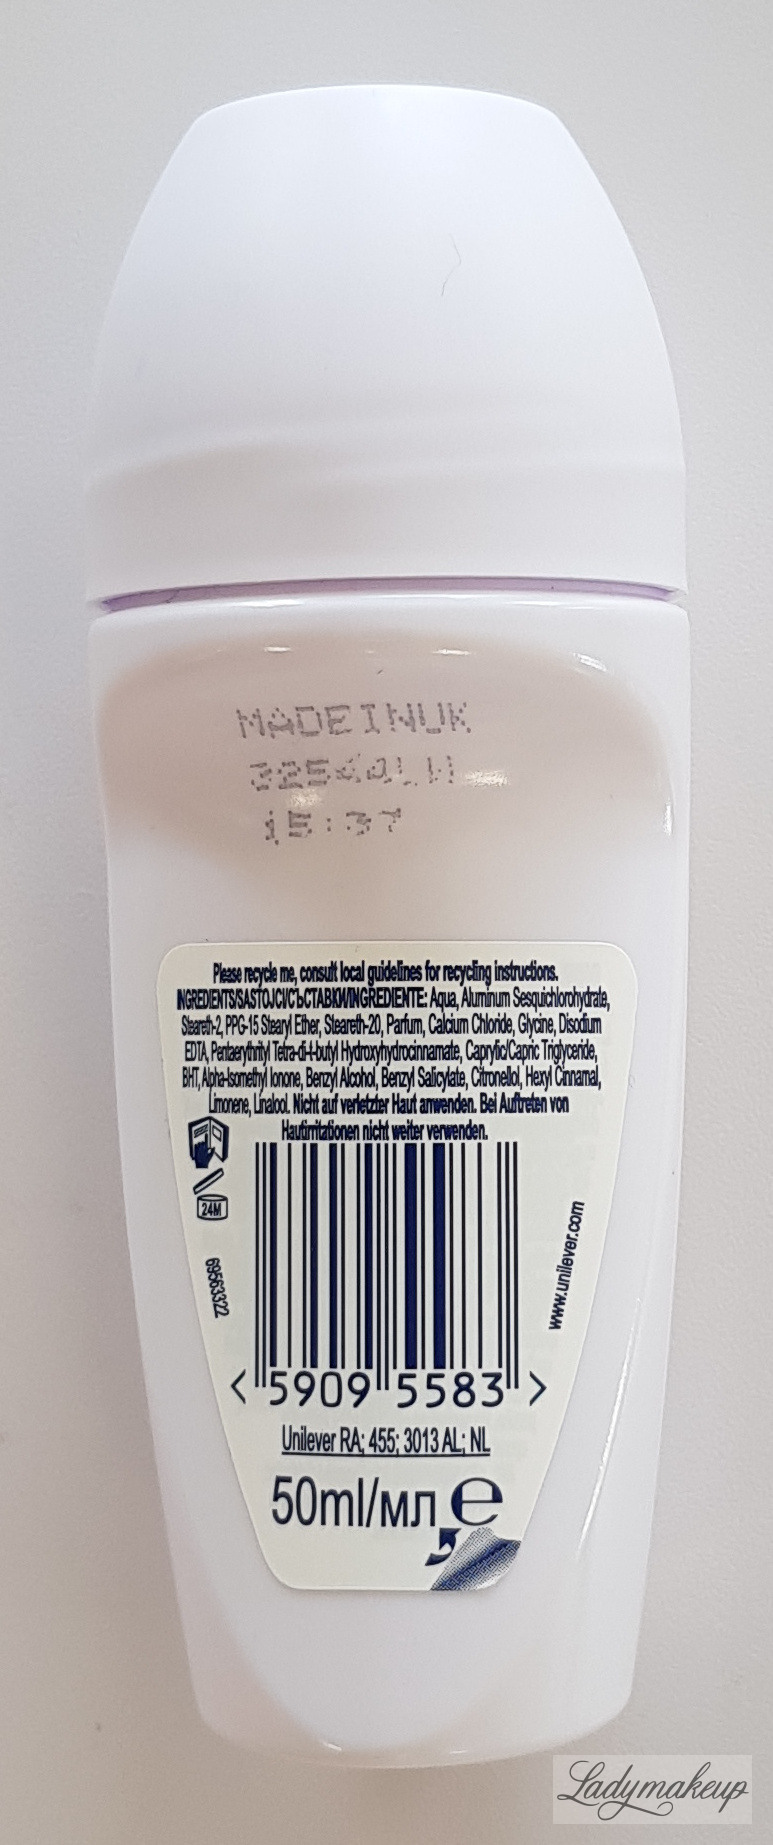 MADE IN UK
32544LH
15:37
Please recycle me, consult local guidelines for recycling instructions.
INGREDIENTS/SASTOJCI/СЪСТАВКИ/INGREDIENTE: Aqua, Aluminum Sesquichlorohydrate,
Steareth-2, PPG-15 Stearyl Ether, Steareth-20, Parfum, Calcium Chloride, Glycine, Disodium
EDTA, Pentaerythrityl Tetra-di-t-butyl Hydroxyhydrocinnamate, Caprylic/Capric Triglyceride,
BHT, Alpha-Isomethyl Ionone, Benzyl Alcohol, Benzyl Salicylate, Citronellol, Hexyl Cinnamal,
Limonene, Linalool. Nicht auf verletzter Haut anwenden. Bei Auftreten von
Hautirritationen nicht weiter verwenden.
24M
69563322
www.unilever.com
< 5909 5583 >
Unilever RA; 455; 3013 AL; NL
50ml/мл e
Ladymakeup